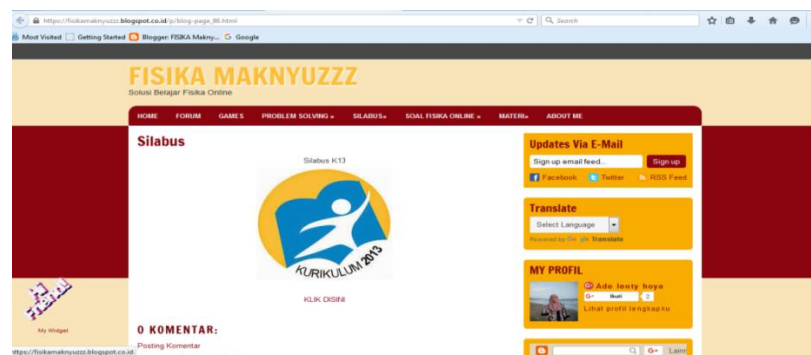 https://fisikamaknyuzzz.blogspot.co.id/p/blog-page_86.html
Search
Most Visited Getting Started Blogger: FISIKA Makny... Google
FISIKA MAKNYUZZZ
Solusi Belajar Fisika Online
HOME FORUM GAMES PROBLEM SOLVING » SILABUS» SOAL FISIKA ONLINE » MATERI» ABOUT ME
Silabus
Silabus K13
KURIKULUM 2013
KLIK DISINI
0 KOMENTAR:
Posting Komentar
Updates Via E-Mail
Sign up email feed... Sign up
Facebook Twitter RSS Feed
Translate
Select Language
Powered by Google Translate
MY PROFIL
Ade lenty hoyo
G+ Ikuti 2
Lihat profil lengkapnu
G+ Lainn
My Widget
https://fisikamaknyuzzz.blogspot.co.id